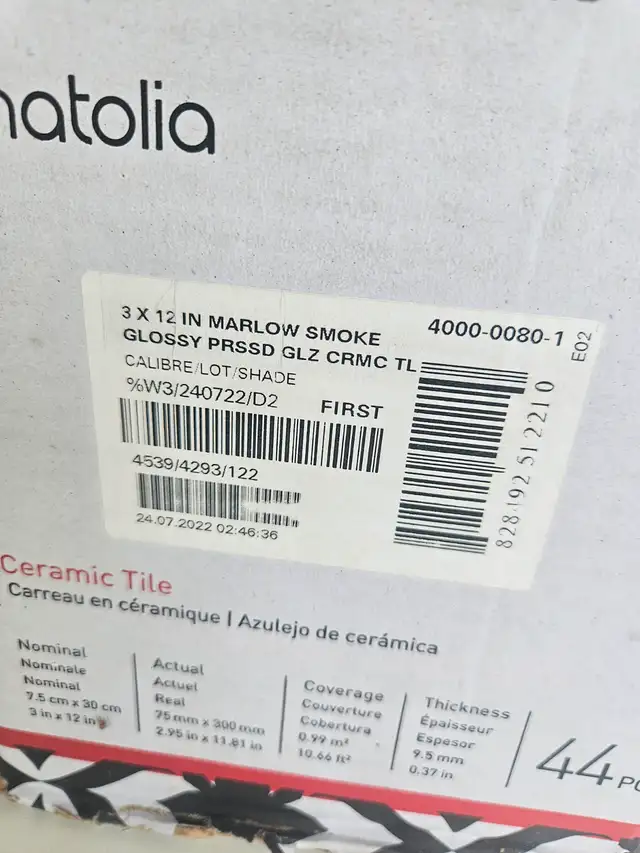 natolia
3 X 12 IN MARLOW SMOKE
GLOSSY PRSSD GLZ CRMC TL
4000-0080-1
E02
CALIBRE/LOT/SHADE
%W3/240722/D2
FIRST
4539/4293/122
24.07.2022 02:46:36
828192 512210
Ceramic Tile
Carreau en céramique | Azulejo de cerámica
Nominal
Nominale
Nominal
7.5 cm x 30 cm
3 in x 12 in
Actual
Actuel
Real
75 mm x 300 mm
2.95 in x 11.81 in
Coverage
Couverture
Cobertura
0.99 m²
10.66 ft²
Thickness
Épaisseur
Espesor
9.5 mm
0.37 in
44 PC